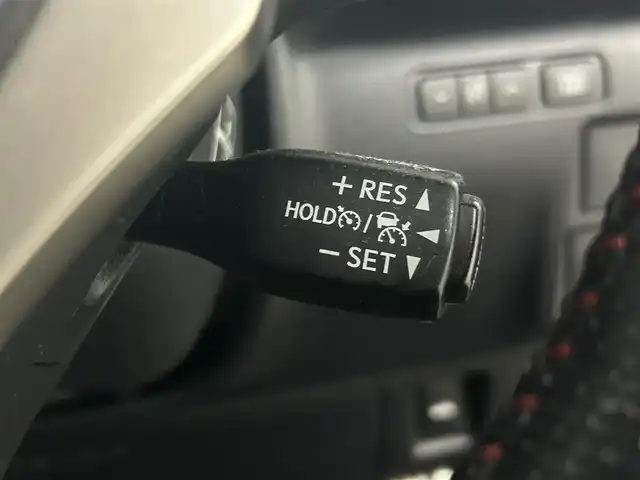 + RES
HOLD /
− SET